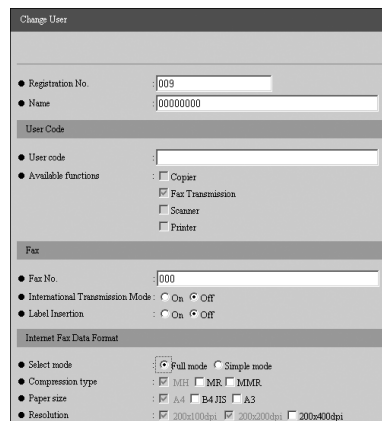 Change User
Registration No. : 009
Name : 00000000
User Code
User code :
Available functions : Copier
Fax Transmission
Scanner
Printer
Fax
Fax No. : 000
International Transmission Mode : On Off
Label Insertion : On Off
Internet Fax Data Format
Select mode : Full mode Simple mode
Compression type : MH MR MMR
Paper size : A4 B4 JIS A3
Resolution : 200x100dpi 200x200dpi 200x400dpi